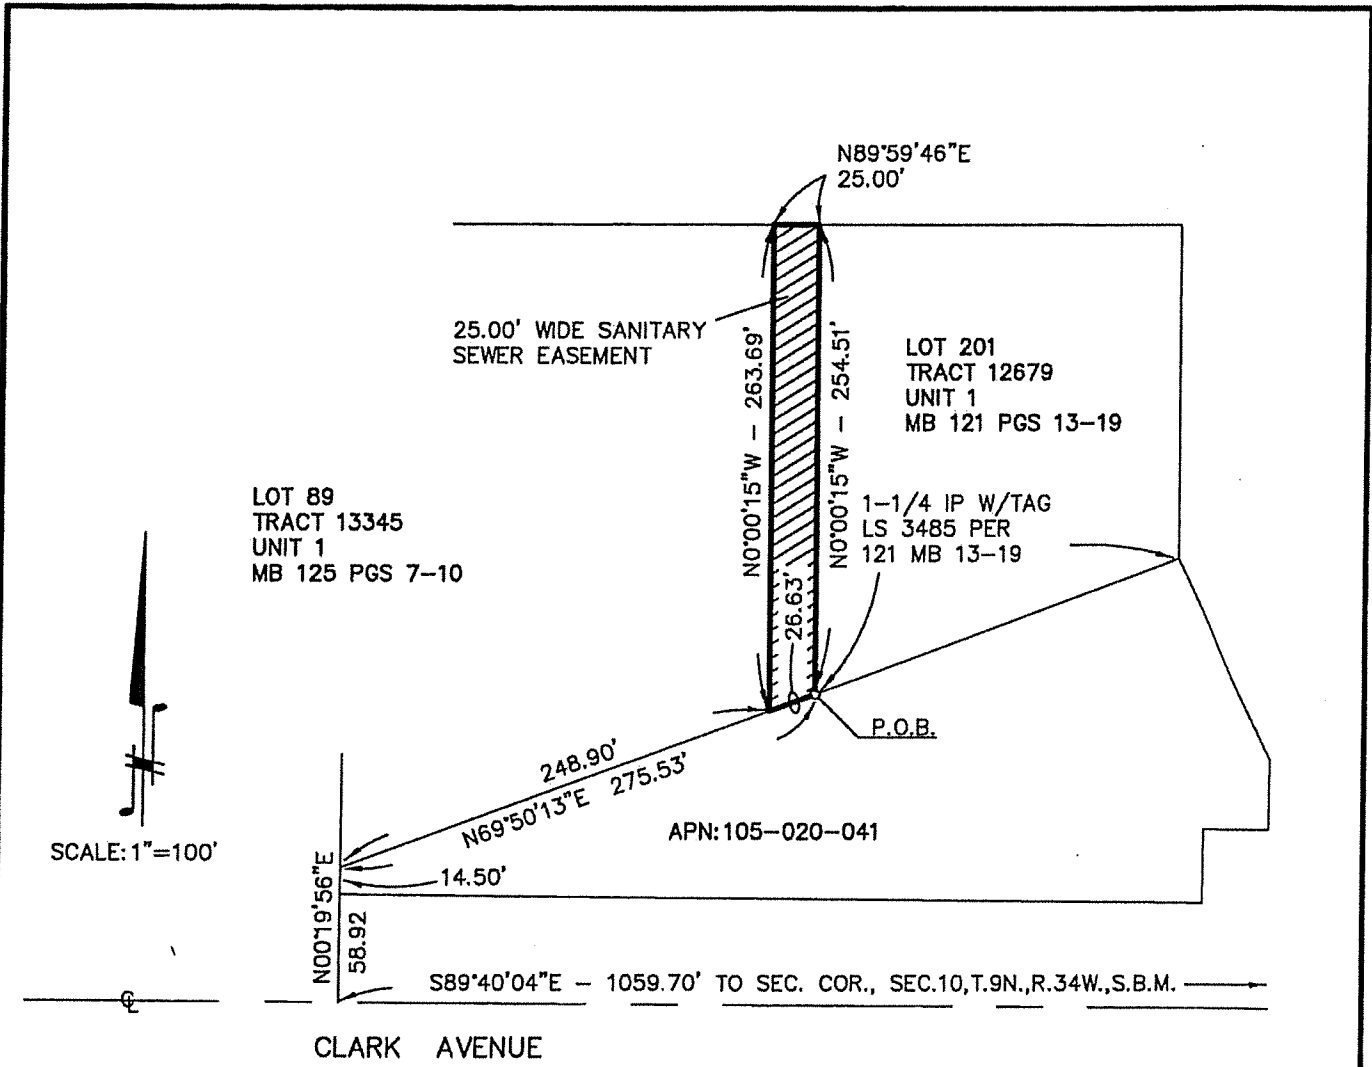 N89°59'46"E
25.00'
25.00' WIDE SANITARY
SEWER EASEMENT
N0°00'15"W - 263.69'
N0°00'15"W - 254.51'
LOT 201
TRACT 12679
UNIT 1
MB 121 PGS 13-19
LOT 89
TRACT 13345
UNIT 1
MB 125 PGS 7-10
1-1/4 IP W/TAG
LS 3485 PER
121 MB 13-19
26.63'
P.O.B.
248.90'
N69°50'13"E 275.53'
APN:105-020-041
SCALE:1"=100'
14.50'
N00°19'56"E
58.92
S89°40'04"E - 1059.70' TO SEC. COR., SEC.10,T.9N.,R.34W.,S.B.M.
CLARK AVENUE